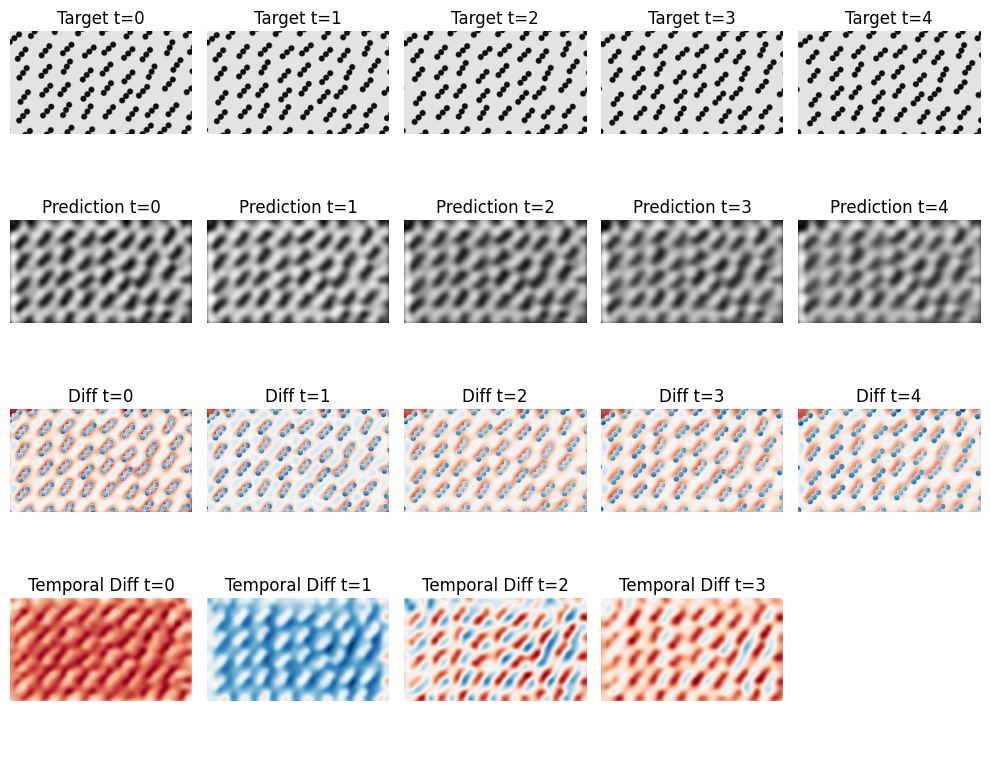 Target t=0
Target t=1
Target t=2
Target t=3
Target t=4
Prediction t=0
Prediction t=1
Prediction t=2
Prediction t=3
Prediction t=4
Diff t=0
Diff t=1
Diff t=2
Diff t=3
Diff t=4
Temporal Diff t=0
Temporal Diff t=1
Temporal Diff t=2
Temporal Diff t=3